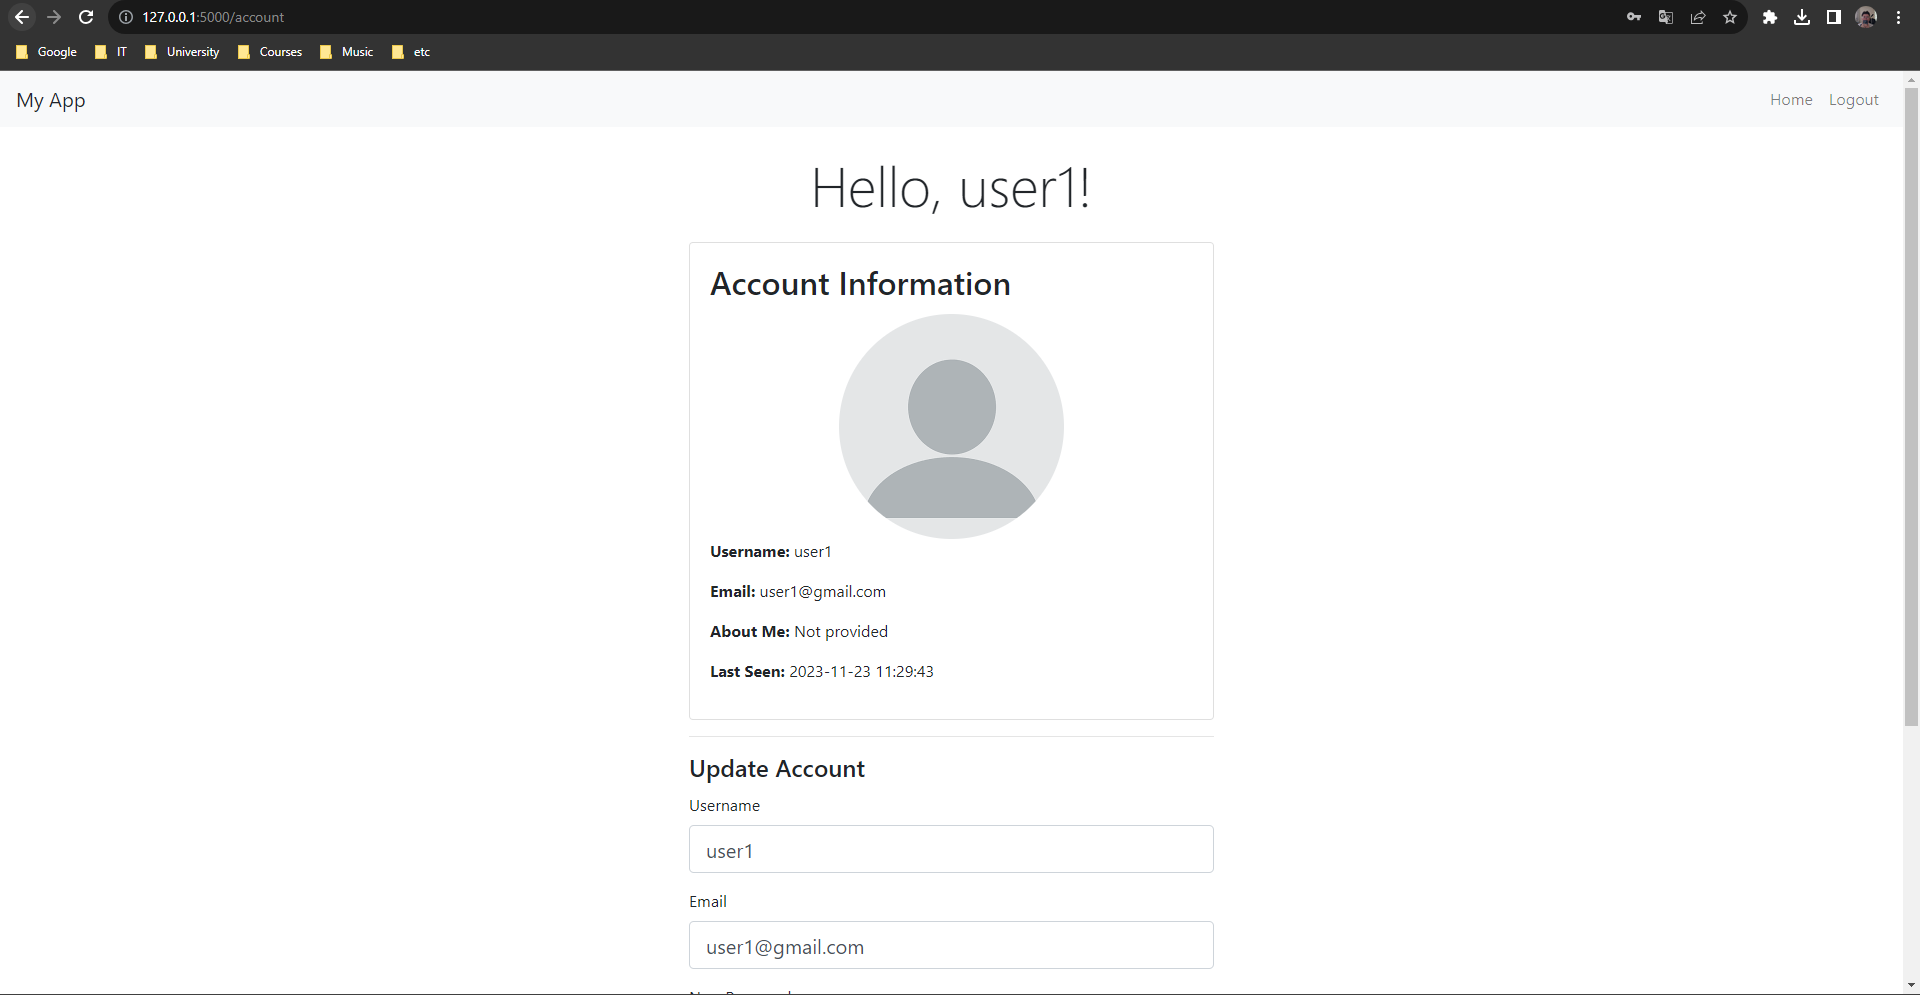 127.0.0.1:5000/account
Google IT University Courses Music etc
My App Home Logout
Hello, user1!
Account Information
Username: user1
Email: user1@gmail.com
About Me: Not provided
Last Seen: 2023-11-23 11:29:43
Update Account
Username
user1
Email
user1@gmail.com